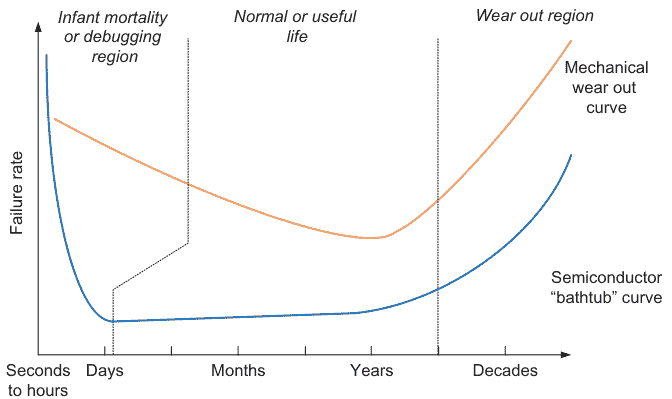 Infant mortality
or debugging
region
Normal or useful
life
Wear out region
Mechanical
wear out
curve
Failure rate
Semiconductor
“bathtub” curve
Seconds
to hours
Days
Months
Years
Decades